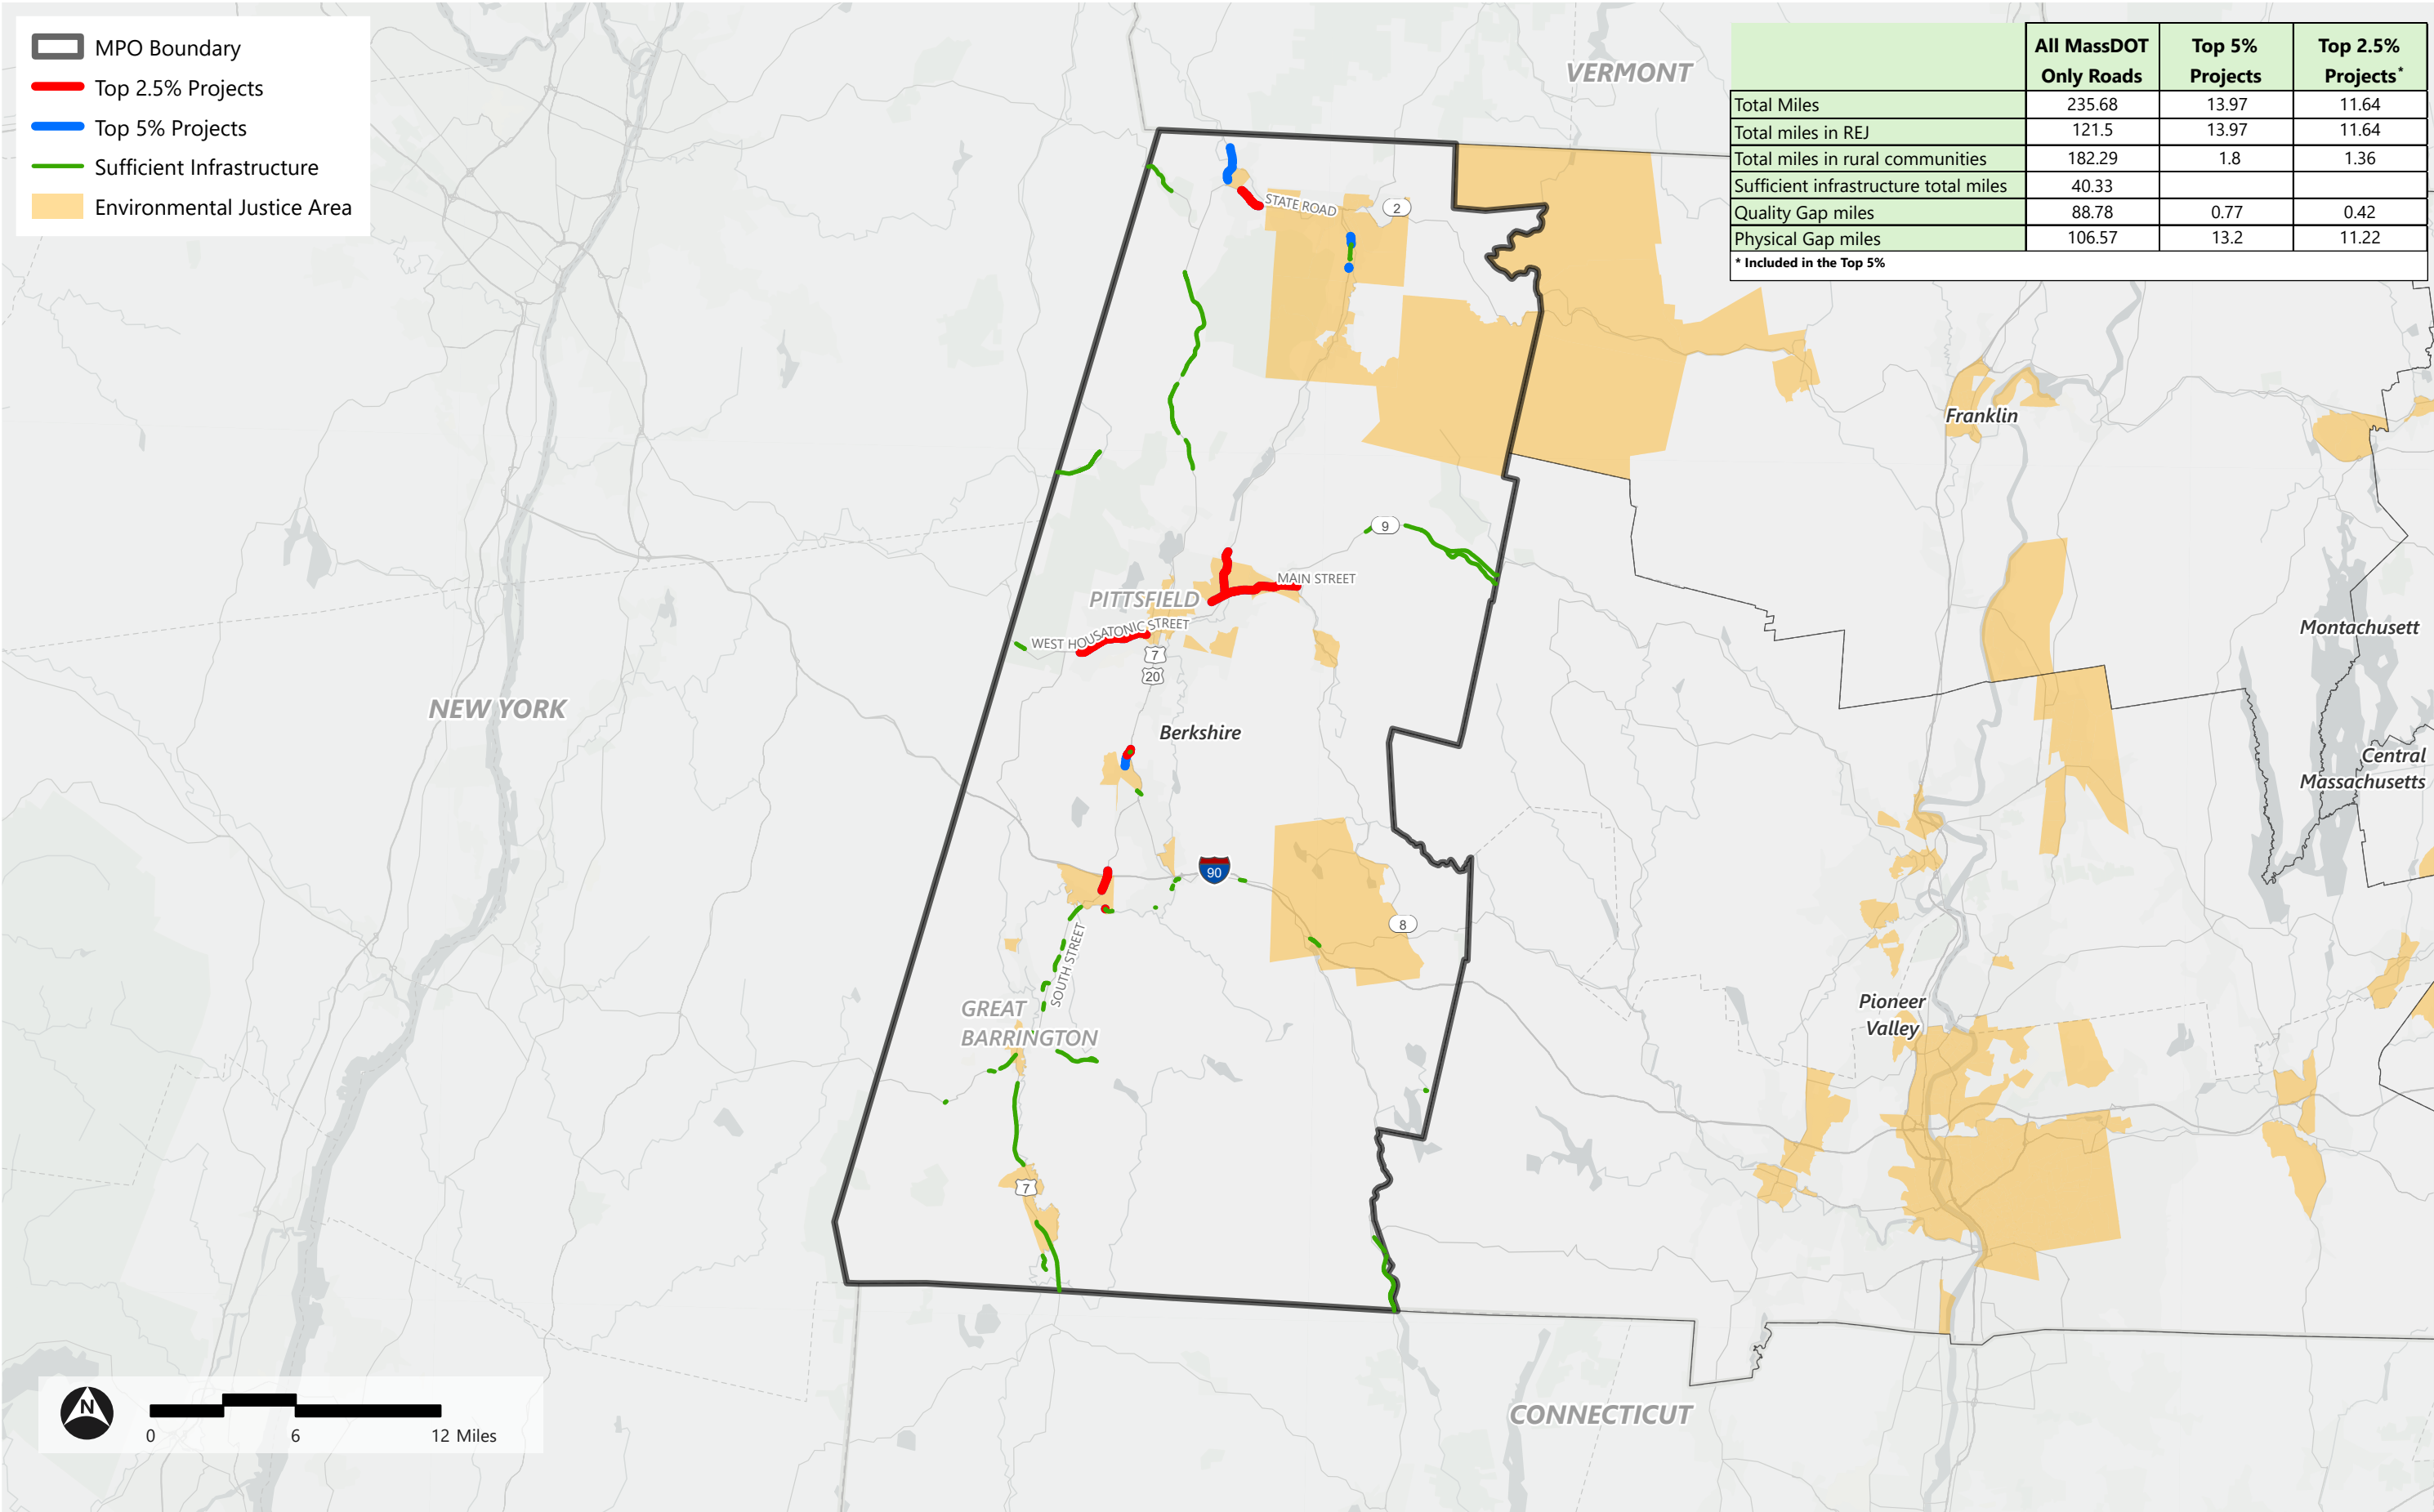 MPO Boundary
Top 2.5% Projects
Top 5% Projects
Sufficient Infrastructure
Environmental Justice Area
All MassDOT Only Roads
Top 5% Projects
Top 2.5% Projects*
Total Miles 235.68 13.97 11.64
Total miles in REJ 121.5 13.97 11.64
Total miles in rural communities 182.29 1.8 1.36
Sufficient infrastructure total miles 40.33
Quality Gap miles 88.78 0.77 0.42
Physical Gap miles 106.57 13.2 11.22
* Included in the Top 5%
VERMONT
STATE ROAD
2
Franklin
9
MAIN STREET
PITTSFIELD
WEST HOUSATONIC STREET
7
20
Montachusett
NEW YORK
Berkshire
Central
Massachusetts
90
8
SOUTH STREET
GREAT
BARRINGTON
Pioneer
Valley
7
CONNECTICUT
N
0 6 12 Miles